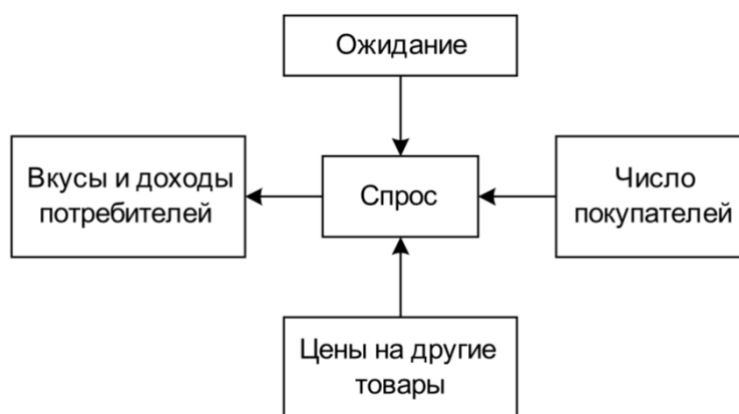 Ожидание
Вкусы и доходы
потребителей
Спрос
Число
покупателей
Цены на другие
товары